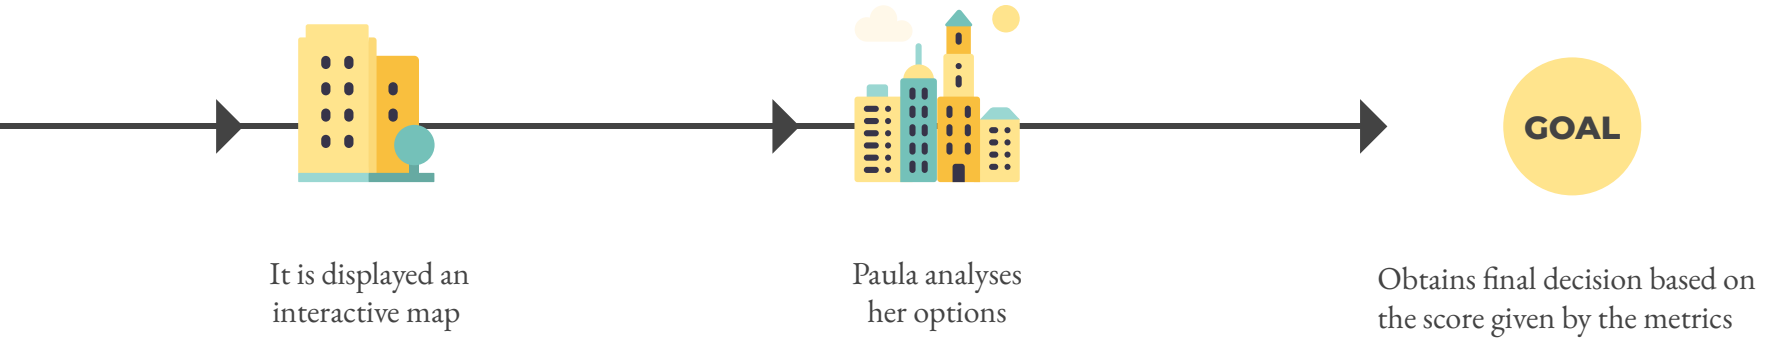 GOAL
It is displayed an
interactive map
Paula analyses
her options
Obtains final decision based on
the score given by the metrics